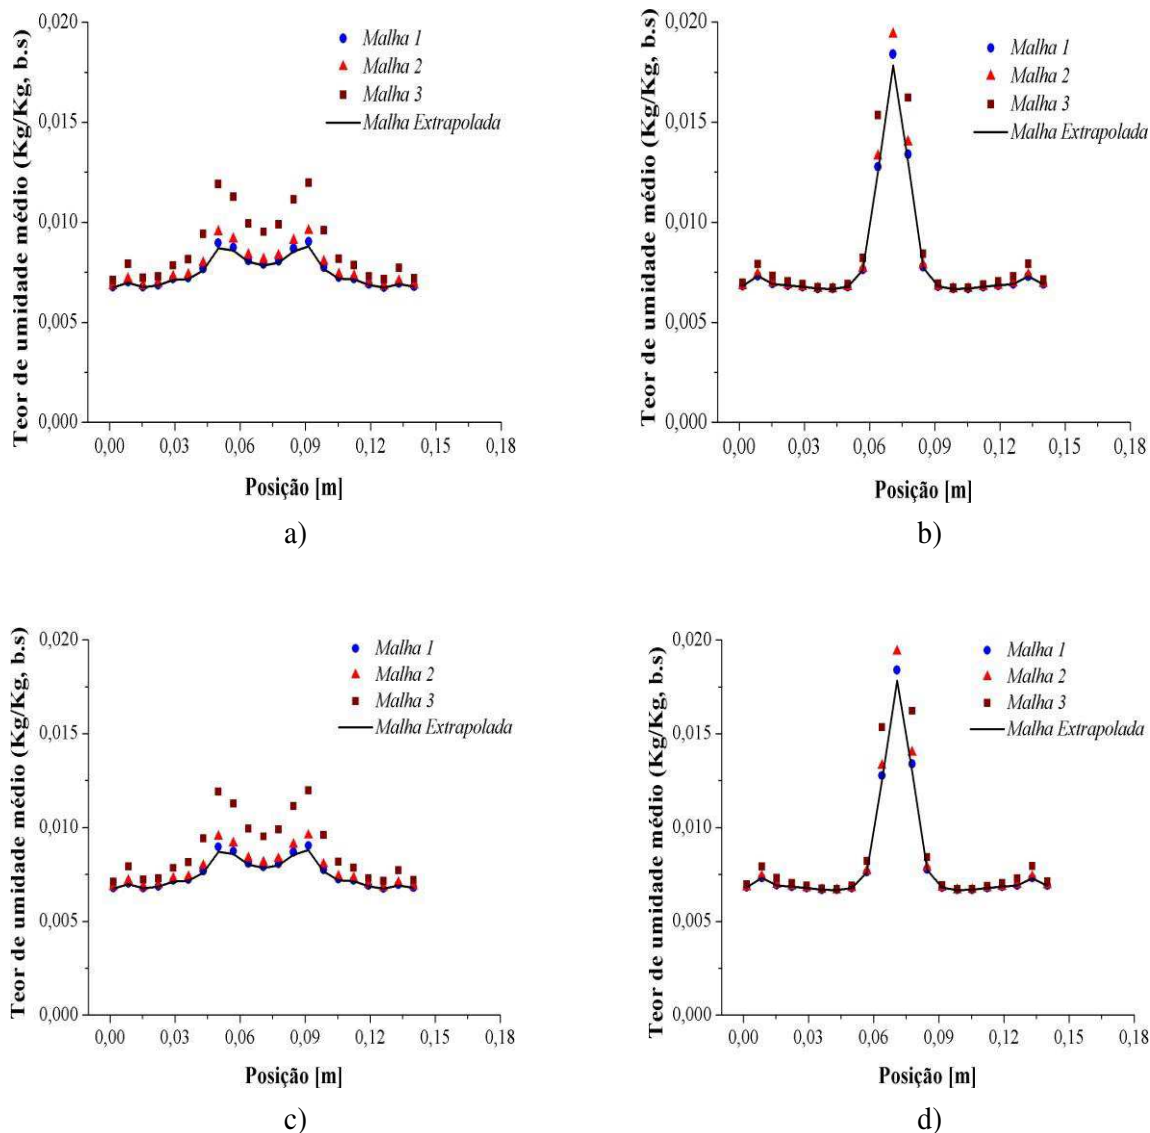 Teor de umidade médio (Kg/Kg, b.s)
0,020
0,015
0,010
0,005
0,000
Malha 1
Malha 2
Malha 3
Malha Extrapolada
0,00 0,03 0,06 0,09 0,12 0,15 0,18
Posição [m]
a)
Teor de umidade médio (Kg/Kg, b.s)
0,020
0,015
0,010
0,005
0,000
Malha 1
Malha 2
Malha 3
Malha Extrapolada
0,00 0,03 0,06 0,09 0,12 0,15 0,18
Posição [m]
b)
Teor de umidade médio (Kg/Kg, b.s)
0,020
0,015
0,010
0,005
0,000
Malha 1
Malha 2
Malha 3
Malha Extrapolada
0,00 0,03 0,06 0,09 0,12 0,15 0,18
Posição [m]
c)
Teor de umidade médio (Kg/Kg, b.s)
0,020
0,015
0,010
0,005
0,000
Malha 1
Malha 2
Malha 3
Malha Extrapolada
0,00 0,03 0,06 0,09 0,12 0,15 0,18
Posição [m]
d)